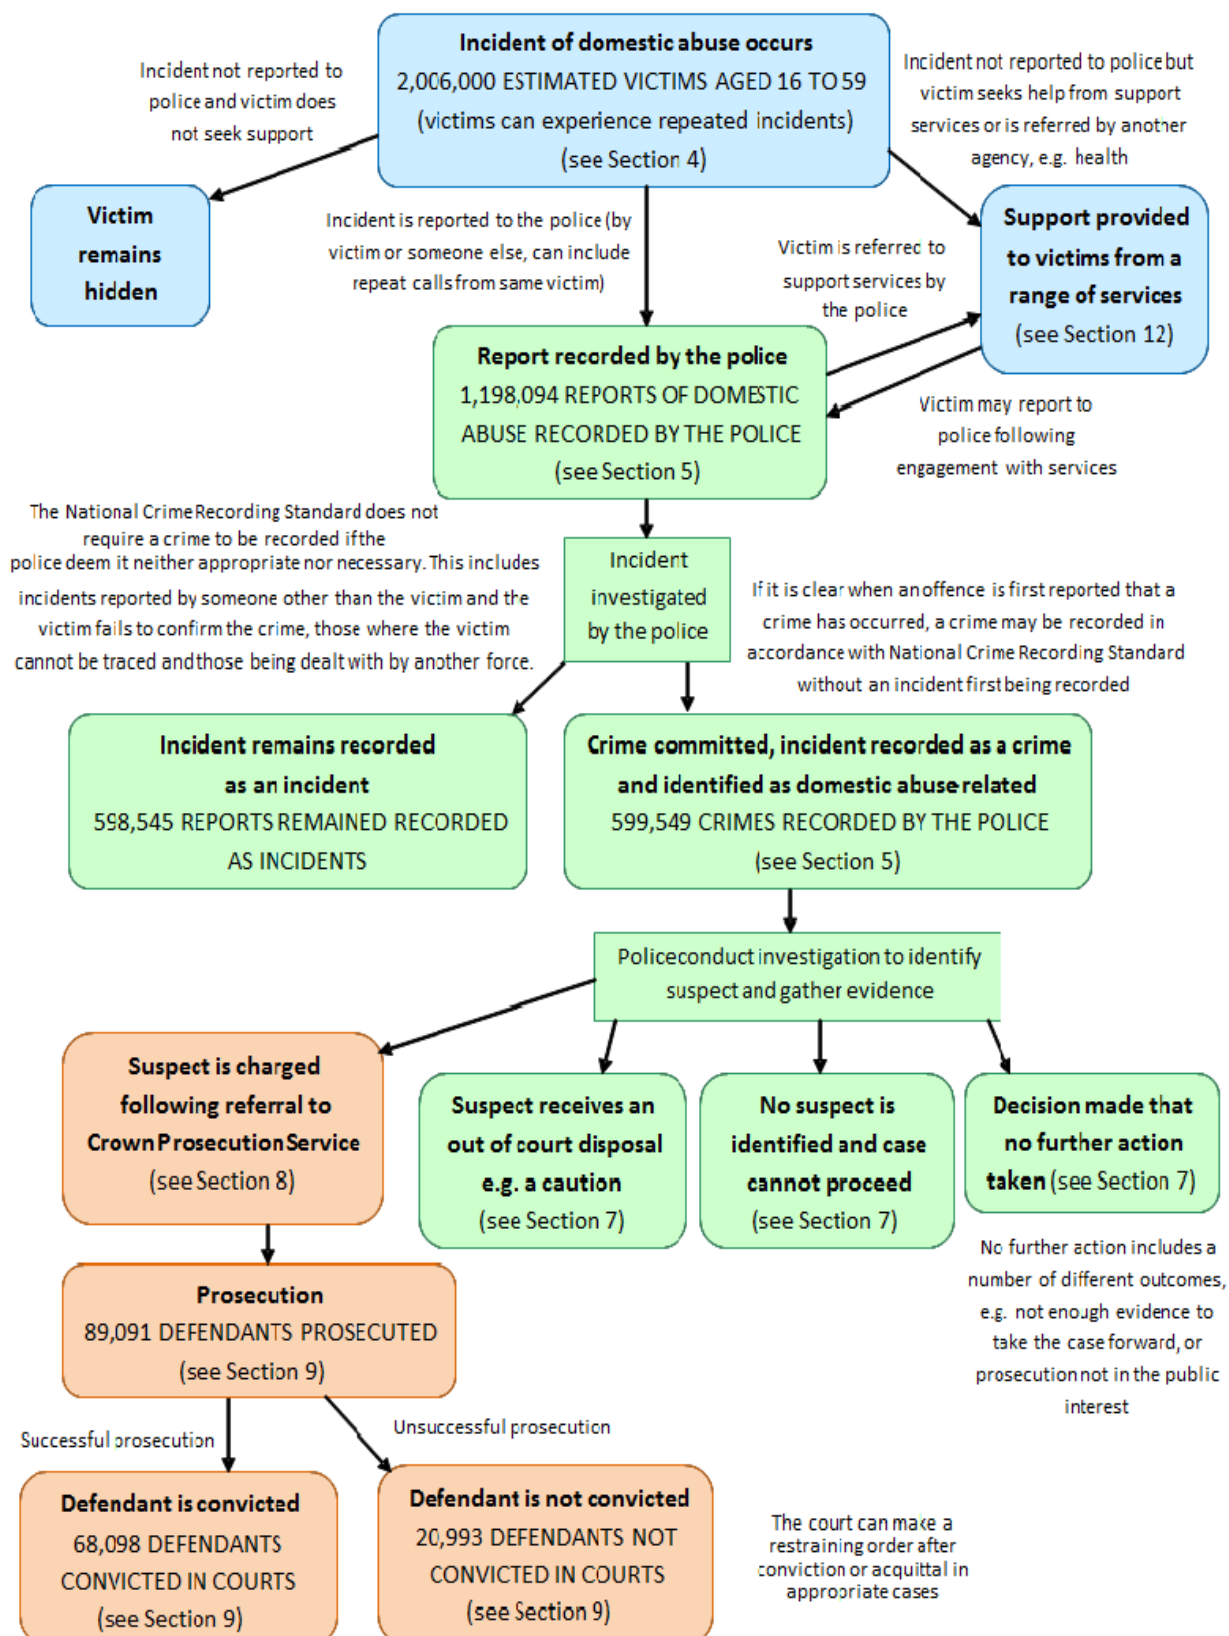 Incident of domestic abuse occurs
2,006,000 ESTIMATED VICTIMS AGED 16 TO 59
(victims can experience repeated incidents)
(see Section 4)
Incident not reported to
police and victim does
not seek support
Incident not reported to police but
victim seeks help from support
services or is referred by another
agency, e.g. health
Victim
remains
hidden
Incident is reported to the police (by
victim or someone else, can include
repeat calls from same victim)
Victim is referred to
support services by
the police
Support provided
to victims from a
range of services
(see Section 12)
Report recorded by the police
1,198,094 REPORTS OF DOMESTIC
ABUSE RECORDED BY THE POLICE
(see Section 5)
Victim may report to
police following
engagement with services
The National Crime Recording Standard does not
require a crime to be recorded if the
police deem it neither appropriate nor necessary. This includes
incidents reported by someone other than the victim and the
victim fails to confirm the crime, those where the victim
cannot be traced and those being dealt with by another force.
Incident
investigated
by the police
If it is clear when an offence is first reported that a
crime has occurred, a crime may be recorded in
accordance with National Crime Recording Standard
without an incident first being recorded
Incident remains recorded
as an incident
598,545 REPORTS REMAINED RECORDED
AS INCIDENTS
Crime committed, incident recorded as a crime
and identified as domestic abuse-related
599,549 CRIMES RECORDED BY THE POLICE
(see Section 5)
Police conduct investigation to identify
suspect and gather evidence
Suspect is charged
following referral to
Crown Prosecution Service
(see Section 8)
Suspect receives an
out of court disposal
e.g. a caution
(see Section 7)
No suspect is
identified and case
cannot proceed
(see Section 7)
Decision made that
no further action
taken (see Section 7)
No further action includes a
number of different outcomes,
e.g. not enough evidence to
take the case forward, or
prosecution not in the public
interest
Prosecution
89,091 DEFENDANTS PROSECUTED
(see Section 9)
Successful prosecution
Unsuccessful prosecution
Defendant is convicted
68,098 DEFENDANTS
CONVICTED IN COURTS
(see Section 9)
Defendant is not convicted
20,993 DEFENDANTS NOT
CONVICTED IN COURTS
(see Section 9)
The court can make a
restraining order after
conviction or acquittal in
appropriate cases